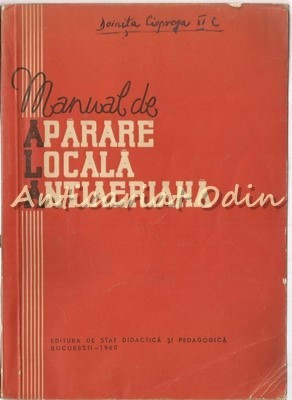 Doinița Ciopraga VI C
Manual de
APĂRARE
LOCALĂ
ANTIAERIANĂ
Anticariat Odin
EDITURA DE STAT DIDACTICĂ ȘI PEDAGOGICĂ
BUCUREȘTI-1960